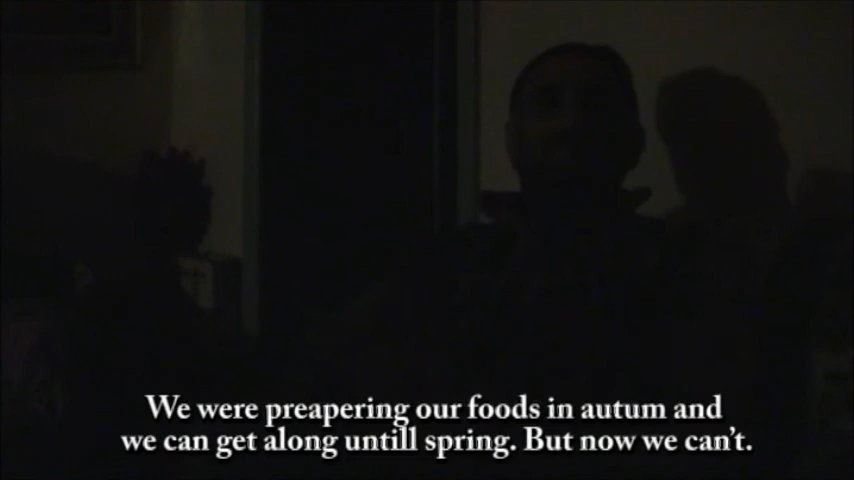 We were preapering our foods in autum and
we can get along untill spring. But now we can't.